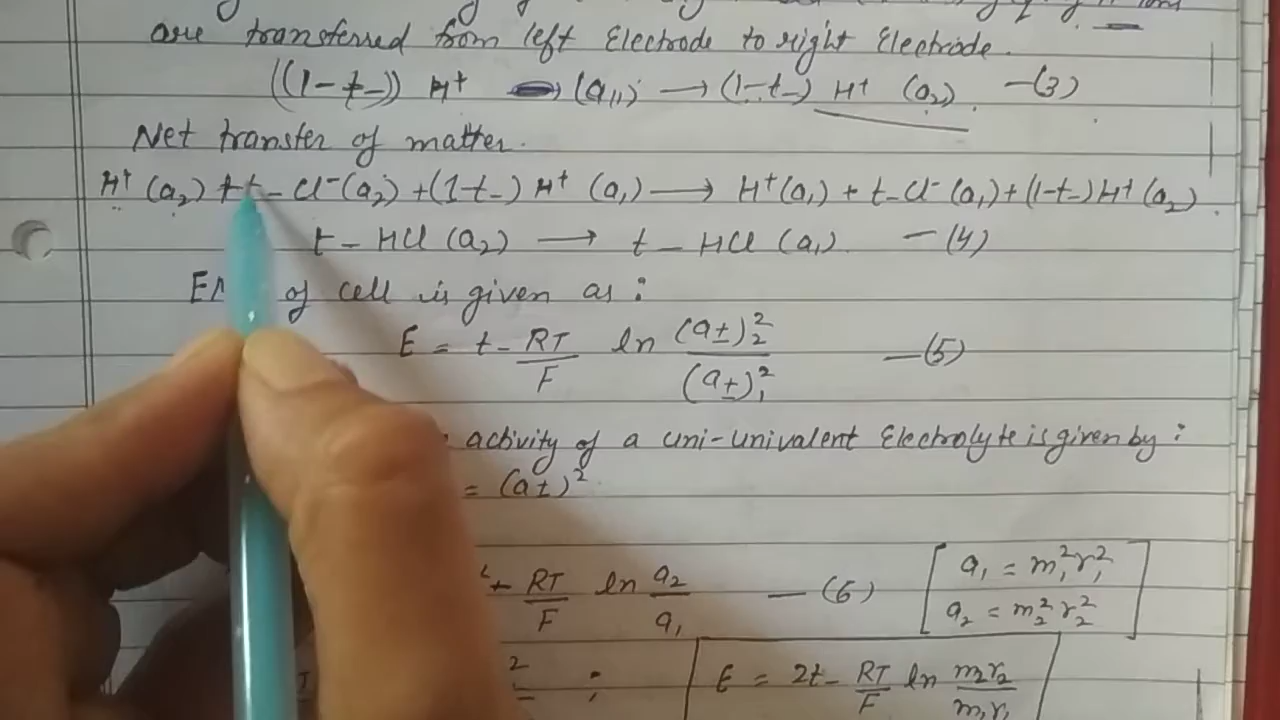 are transferred from left Electrode to right Electrode.
((1-t₋)) H⁺ (a₁) → (1-t₋) H⁺ (a₂) —(3)
Net transfer of matter.
H⁺ (a₂) + t₋ Cl⁻(a₂) + (1-t₋) H⁺ (a₁) → H⁺(a₁) + t₋Cl⁻(a₁) + (1-t₋)H⁺(a₂).
t₋ HCl (a₂) → t₋ HCl (a₁) —(4)
of cell is given as :
E = t₋ RT/F ln (a±)₂²/(a±)₁² —(5)
activity of a uni-univalent Electrolyte is given by :
= (a±)²
RT/F ln a₂/a₁ —(6) [a₁ = m₁²γ₁²
a₂ = m₂²γ₂²]
2 ; E = 2t₋ RT/F ln m₂γ₂/m₁γ₁